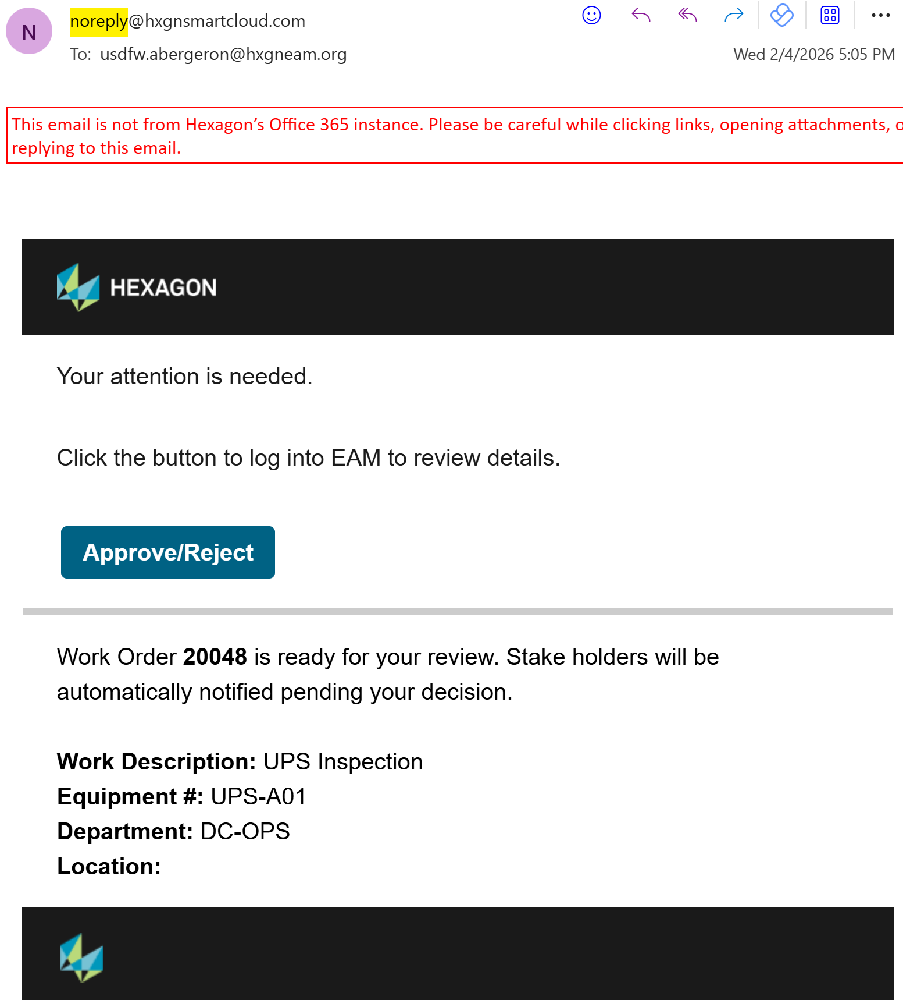 N
noreply@hxgnsmartcloud.com
To: usdfw.abergeron@hxgneam.org
Wed 2/4/2026 5:05 PM
This email is not from Hexagon’s Office 365 instance. Please be careful while clicking links, opening attachments,
replying to this email.
HEXAGON
Your attention is needed.
Click the button to log into EAM to review details.
Approve/Reject
Work Order 20048 is ready for your review. Stake holders will be
automatically notified pending your decision.
Work Description: UPS Inspection
Equipment #: UPS-A01
Department: DC-OPS
Location: